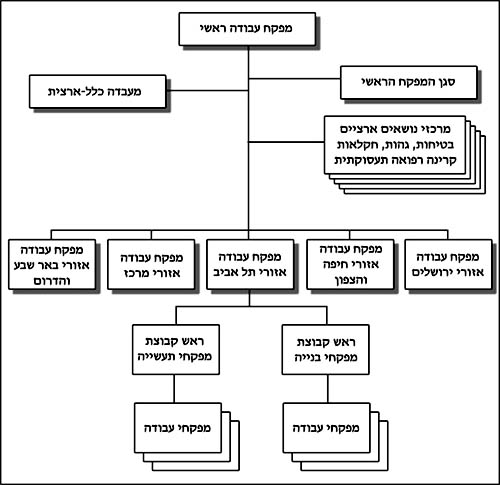 מפקח עבודה ראשי
סגן המפקח הראשי
מעבדה כלל-ארצית
מרכזי נושאים ארציים
בטיחות, גהות, חקלאות
קרינה רפואה תעסוקתית
מפקח עבודה
אזורי ירושלים
מפקח עבודה
אזורי חיפה
והצפון
מפקח עבודה
אזורי תל אביב
מפקח עבודה
אזורי מרכז
מפקח עבודה
אזורי באר שבע
והדרום
ראש קבוצת
מפקחי בנייה
ראש קבוצת
מפקחי תעשייה
מפקחי עבודה
מפקחי עבודה